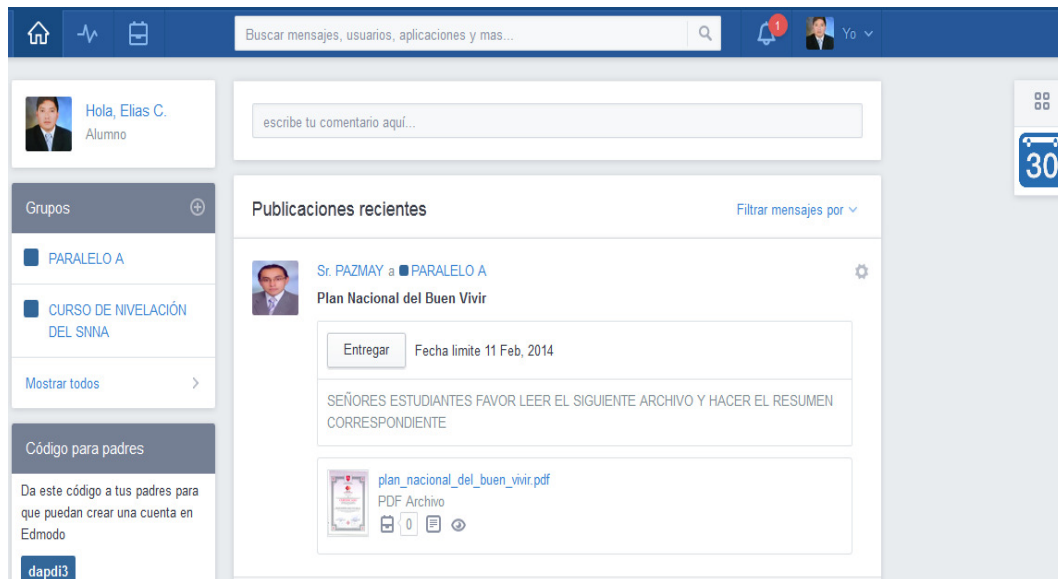 Buscar mensajes, usuarios, aplicaciones y mas...
1
Yo
Hola, Elias C.
Alumno
Grupos
PARALELO A
CURSO DE NIVELACIÓN
DEL SNNA
Mostrar todos
Código para padres
Da este código a tus padres para
que puedan crear una cuenta en
Edmodo
dapdi3
escribe tu comentario aquí...
Publicaciones recientes
Filtrar mensajes por
Sr. PAZMAY a PARALELO A
Plan Nacional del Buen Vivir
Entregar Fecha limite 11 Feb, 2014
SEÑORES ESTUDIANTES FAVOR LEER EL SIGUIENTE ARCHIVO Y HACER EL RESUMEN
CORRESPONDIENTE
plan_nacional_del_buen_vivir.pdf
PDF Archivo
0
30